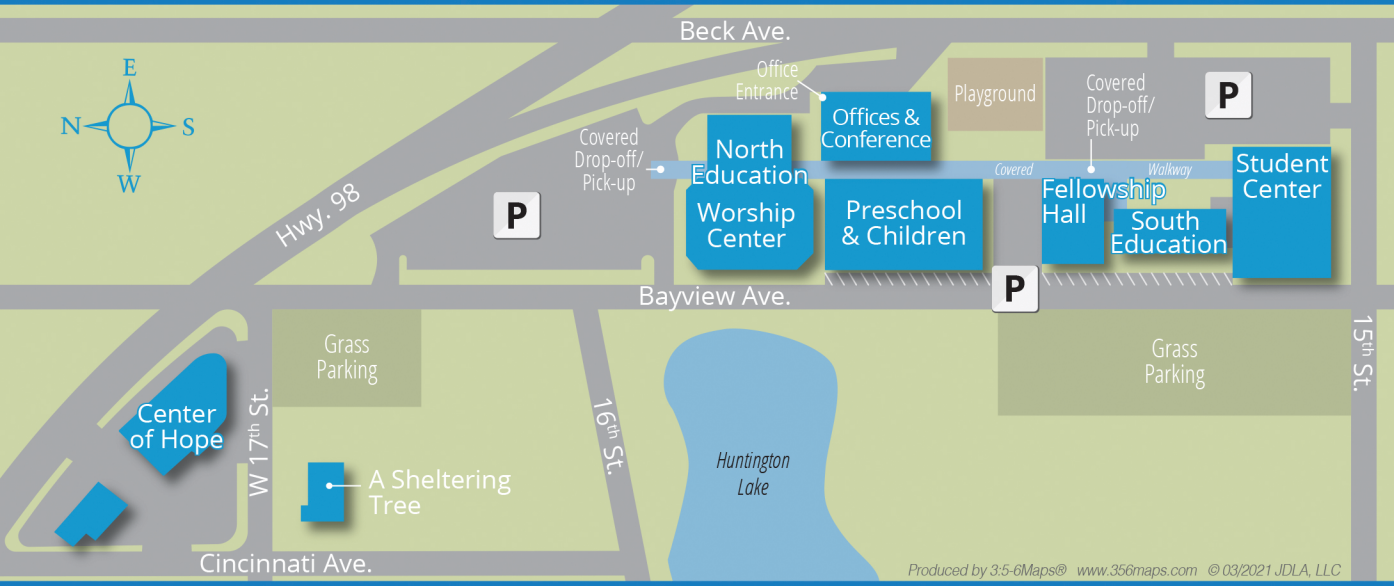 Beck Ave.
E
N
S
W
Office
Entrance
Playground
Covered
Drop-off/
Pick-up
P
Offices &
Conference
Covered
Drop-off/
Pick-up
North
Education
Covered
Walkway
Student
Center
Fellowship
Hall
Hwy. 98
P
Worship
Center
Preschool
& Children
South
Education
P
Bayview Ave.
15th St.
Grass
Parking
Grass
Parking
Center
of Hope
W 17th St.
16th St.
Huntington
Lake
A Sheltering
Tree
Cincinnati Ave.
Produced by 3:5-6Maps® www.356maps.com © 03/2021 JDLA, LLC